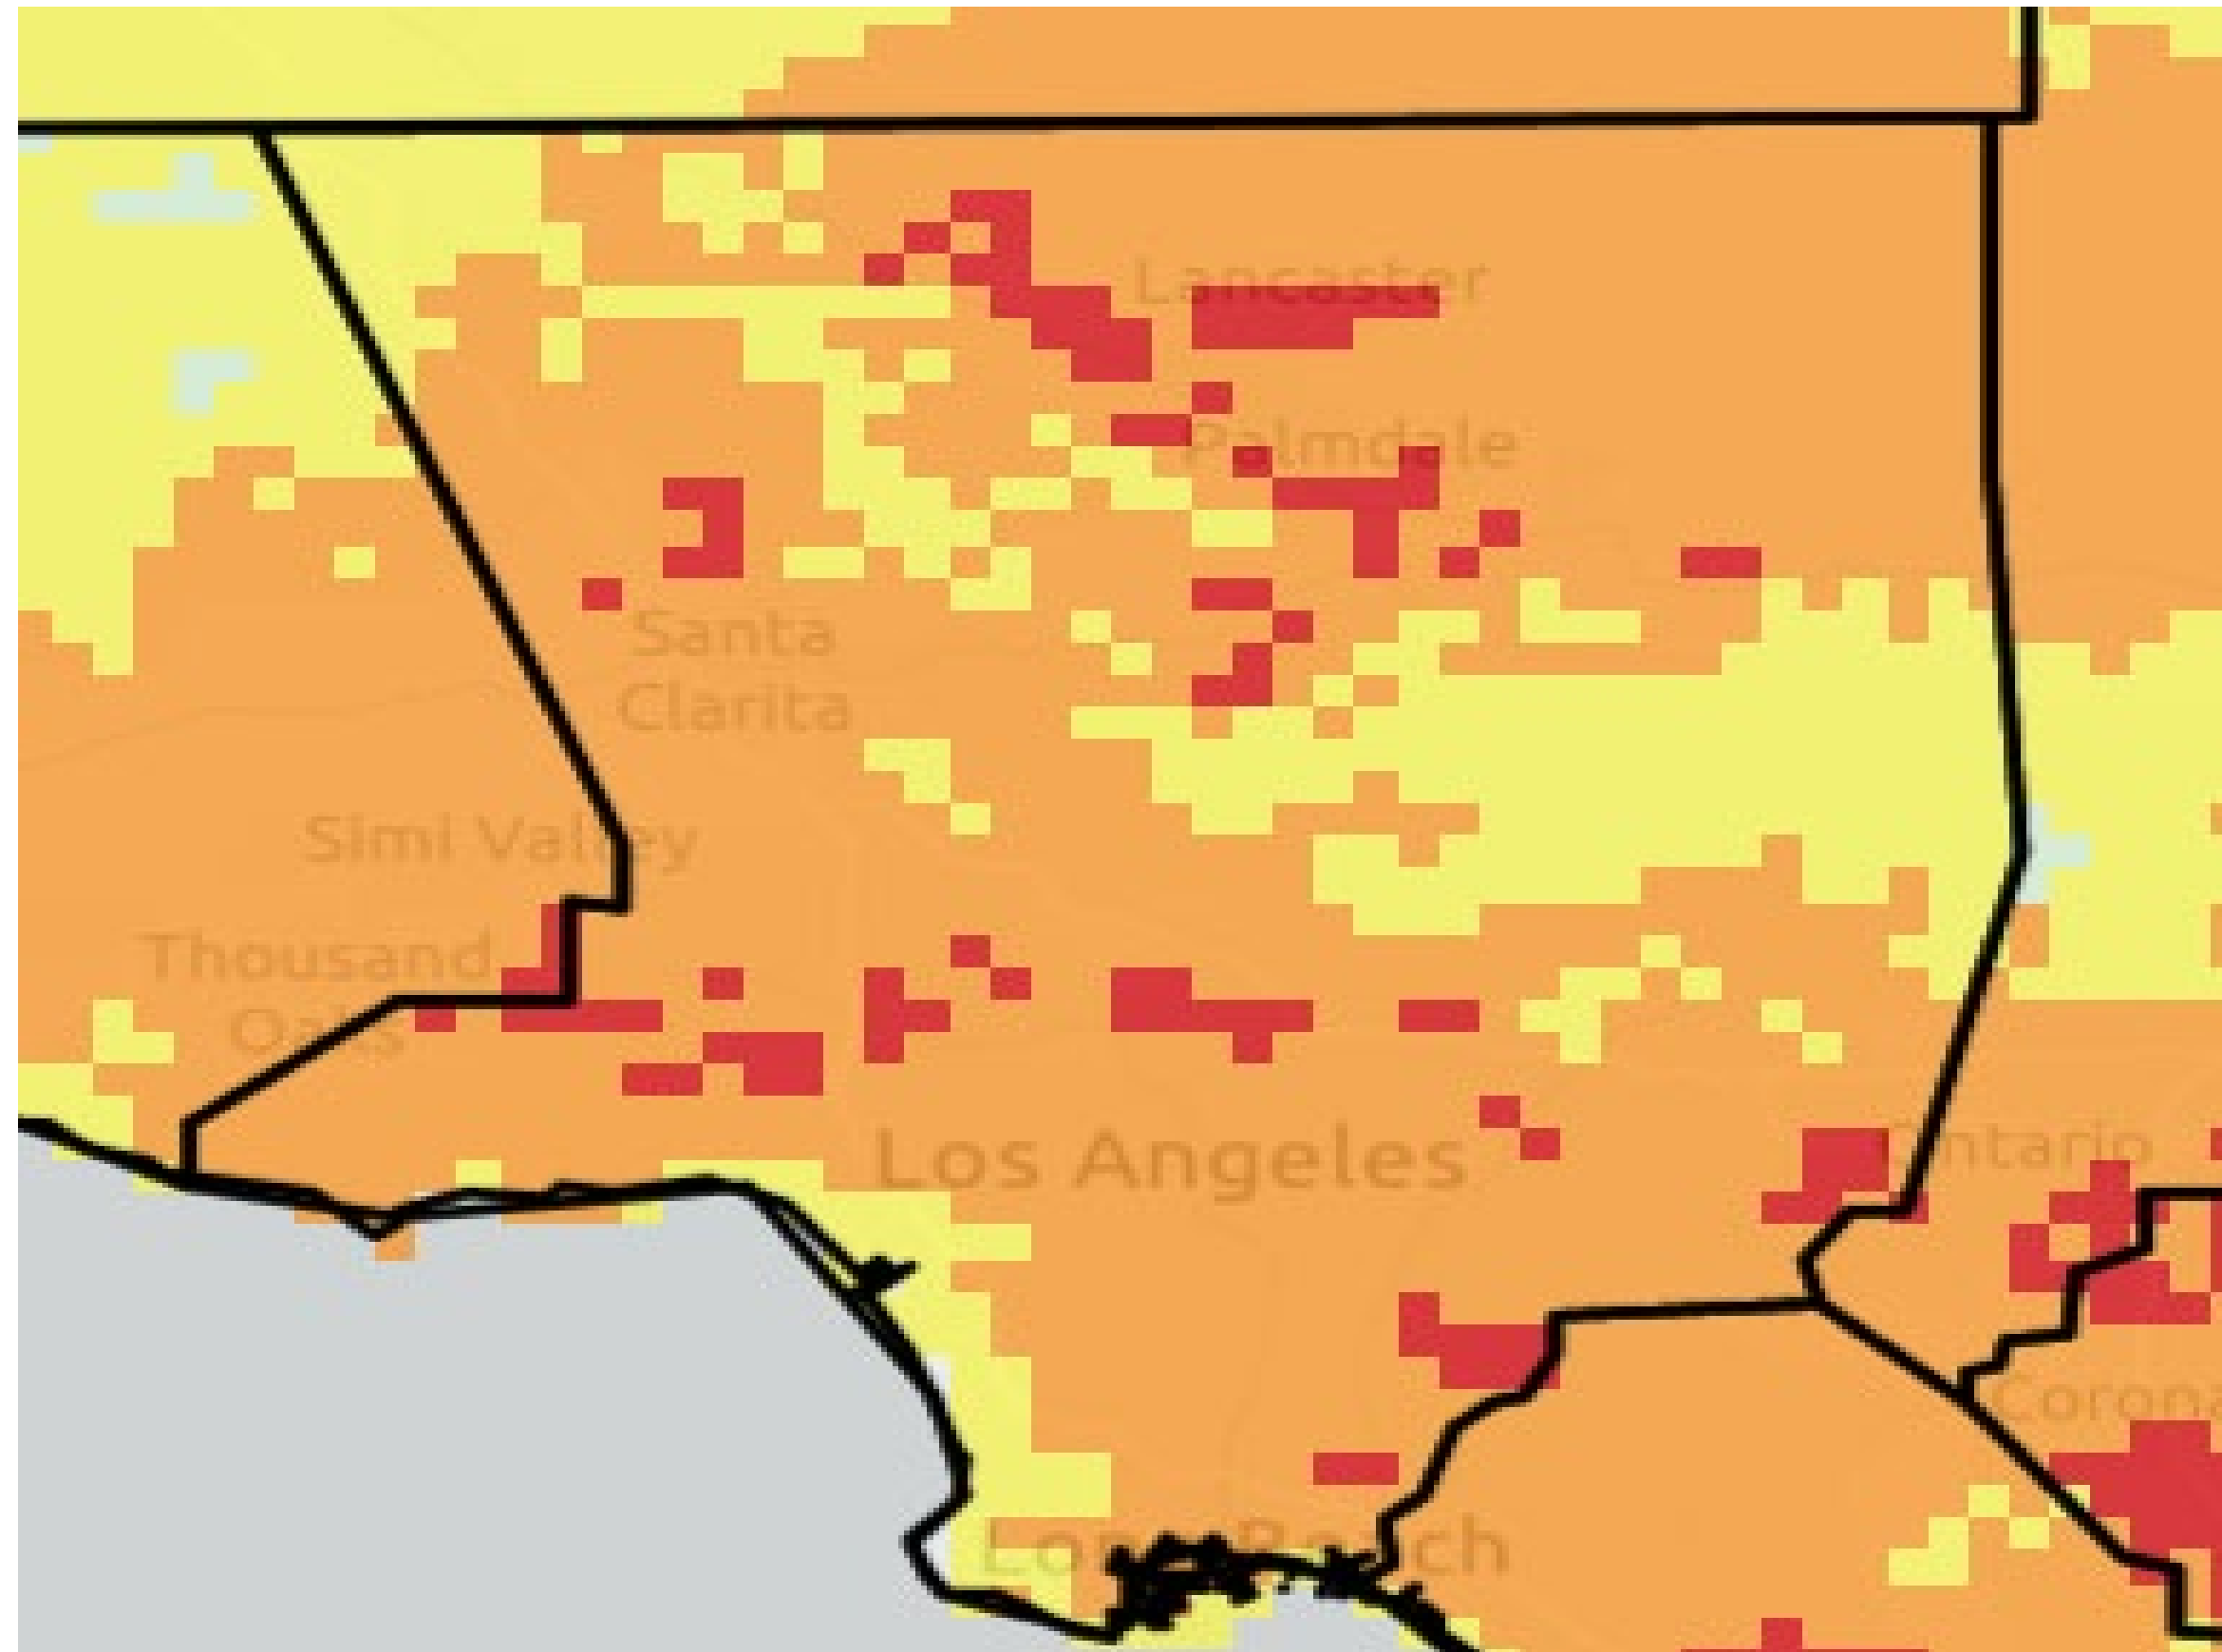 Lancaster
Palmdale
Santa
Clarita
Simi Valley
Thousand
Oaks
Los Angeles
Ontario
Corona
Long Beach